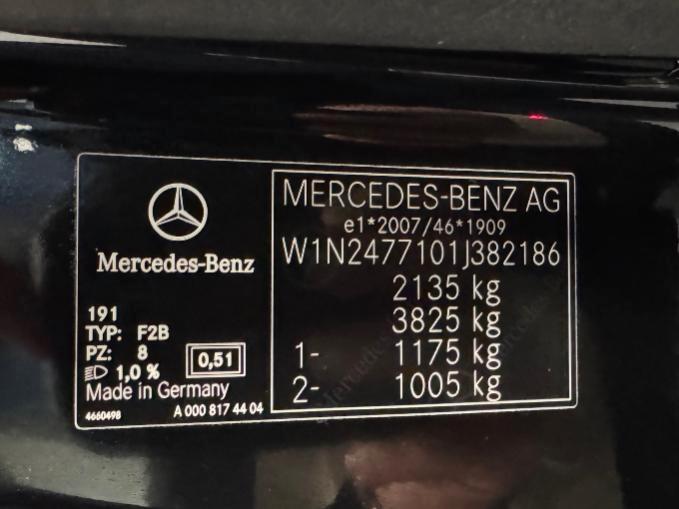 Mercedes-Benz
191
TYP: F2B
PZ: 8
1,0 %
0,51
Made in Germany
4660498
A 000 817 44 04
MERCEDES-BENZ AG
e1*2007/46*1909
W1N2477101J382186
2135 kg
3825 kg
1- 1175 kg
2- 1005 kg